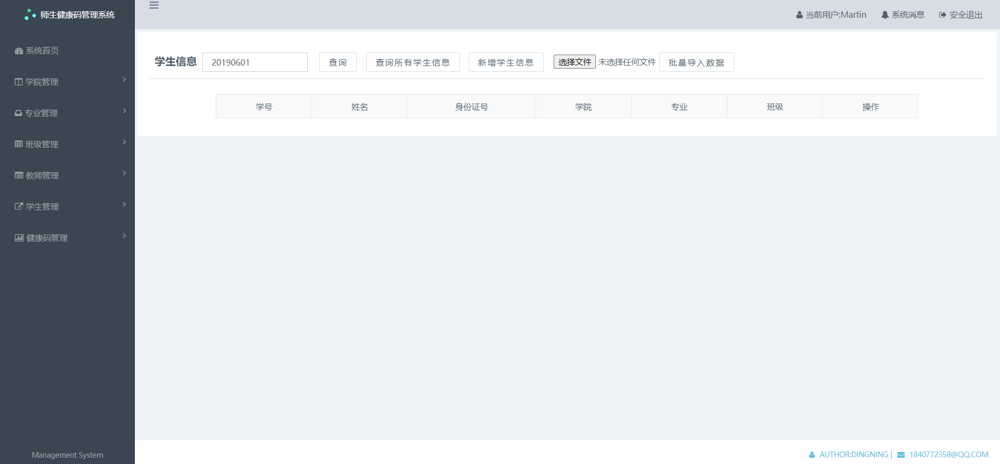 师生健康码管理系统
当前用户:Martin 系统消息 安全退出
系统首页
学院管理
专业管理
班级管理
教师管理
学生管理
健康码管理
Management System
学生信息 20190601 查询 查询所有学生信息 新增学生信息 选择文件 未选择任何文件 批量导入数据
学号 姓名 身份证号 学院 专业 班级 操作
AUTHOR:DINGNING | 1840772358@QQ.COM